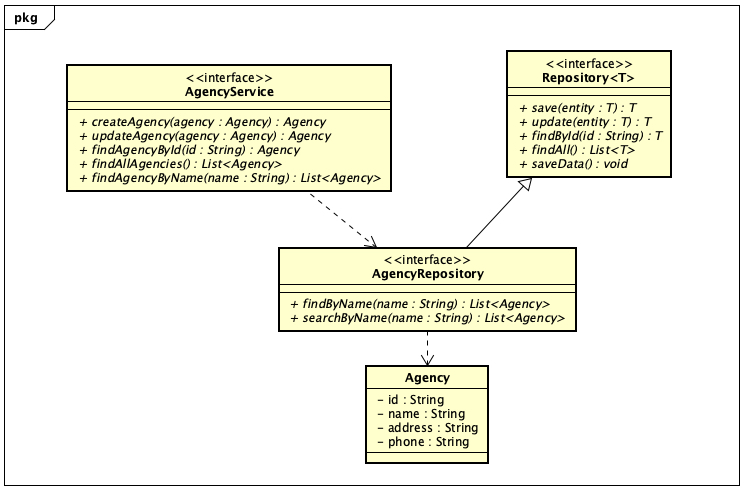 pkg
<<interface>>
AgencyService
+ createAgency(agency : Agency) : Agency
+ updateAgency(agency : Agency) : Agency
+ findAgencyById(id : String) : Agency
+ findAllAgencies() : List<Agency>
+ findAgencyByName(name : String) : List<Agency>
<<interface>>
Repository<T>
+ save(entity : T) : T
+ update(entity : T) : T
+ findById(id : String) : T
+ findAll() : List<T>
+ saveData() : void
<<interface>>
AgencyRepository
+ findByName(name : String) : List<Agency>
+ searchByName(name : String) : List<Agency>
Agency
- id : String
- name : String
- address : String
- phone : String